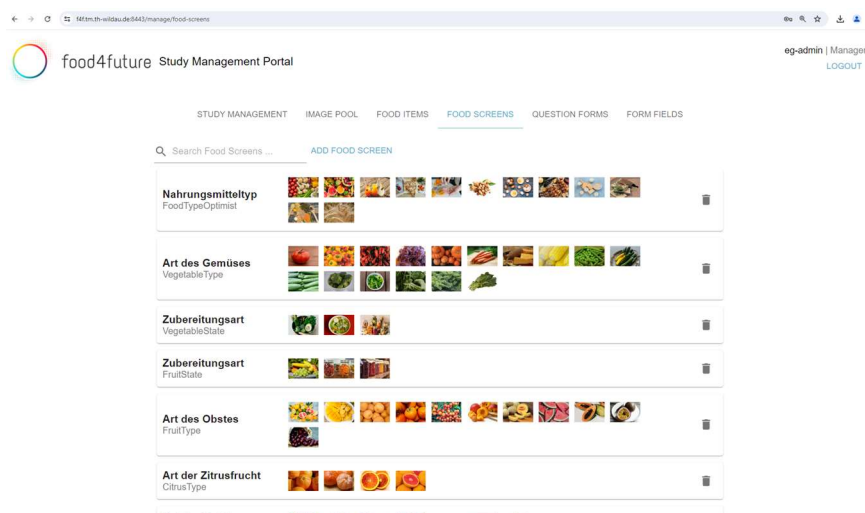 f4f.tm.th-wildau.de:8443/manage/food-screens
food4future Study Management Portal
eg-admin | Manager
LOGOUT
STUDY MANAGEMENT IMAGE POOL FOOD ITEMS FOOD SCREENS QUESTION FORMS FORM FIELDS
Search Food Screens ... ADD FOOD SCREEN
Nahrungsmitteltyp
FoodTypeOptimist
Art des Gemüses
VegetableType
Zubereitungsart
VegetableState
Zubereitungsart
FruitState
Art des Obstes
FruitType
Art der Zitrusfrucht
CitrusType